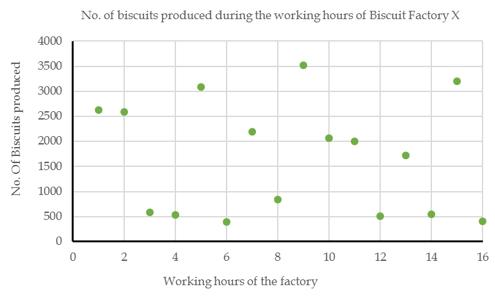 No. of biscuits produced during the working hours of Biscuit Factory X
No. Of Biscuits produced
4000
3500
3000
2500
2000
1500
1000
500
0
0 2 4 6 8 10 12 14 16
Working hours of the factory